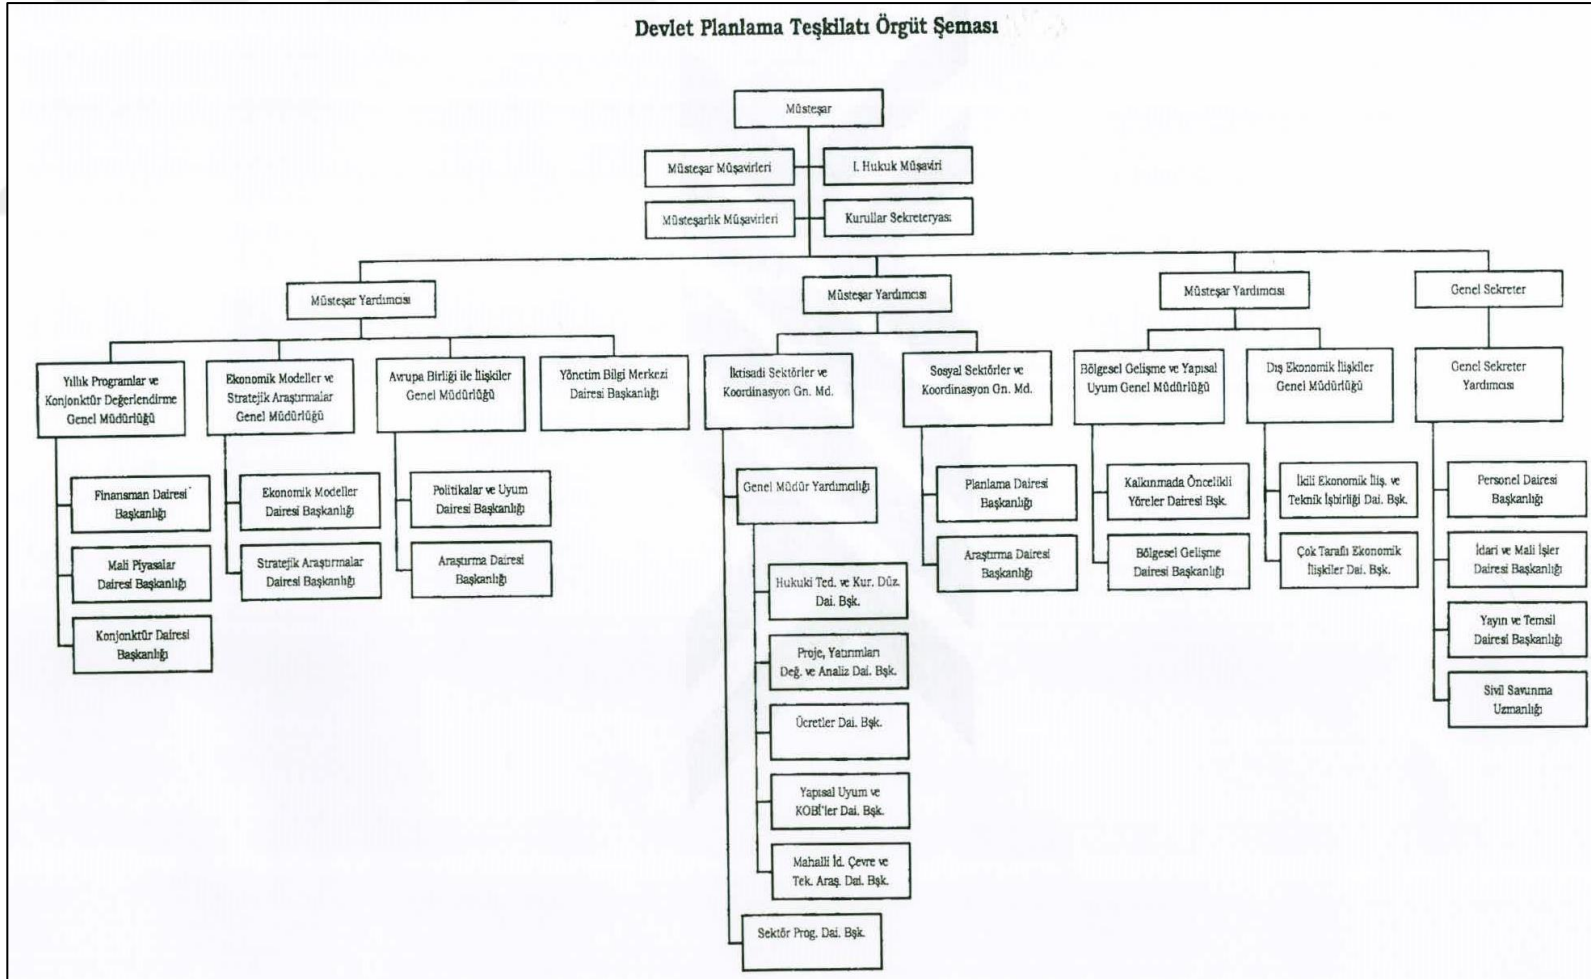 Devlet Planlama Teşkilatı Örgüt Şeması
Müsteşar
Müsteşar Müşavirleri
I. Hukuk Müşaviri
Müsteşarlık Müşavirleri
Kurullar Sekreteryası
Müsteşar Yardımcısı
Müsteşar Yardımcısı
Müsteşar Yardımcısı
Genel Sekreter
Yıllık Programlar ve
Konjonktür Değerlendirme
Genel Müdürlüğü
Ekonomik Modeller ve
Stratejik Araştırmalar
Genel Müdürlüğü
Avrupa Birliği ile İlişkiler
Genel Müdürlüğü
Yönetim Bilgi Merkezi
Dairesi Başkanlığı
İktisadi Sektörler ve
Koordinasyon Gn. Md.
Sosyal Sektörler ve
Koordinasyon Gn. Md.
Bölgesel Gelişme ve Yapısal
Uyum Genel Müdürlüğü
Dış Ekonomik İlişkiler
Genel Müdürlüğü
Genel Sekreter
Yardımcısı
Finansman Dairesi
Başkanlığı
Mali Piyasalar
Dairesi Başkanlığı
Konjonktür Dairesi
Başkanlığı
Ekonomik Modeller
Dairesi Başkanlığı
Stratejik Araştırmalar
Dairesi Başkanlığı
Politikalar ve Uyum
Dairesi Başkanlığı
Araştırma Dairesi
Başkanlığı
Genel Müdür Yardımcılığı
Hukuki Ted. ve Kur. Düz.
Dai. Bşk.
Proje, Yatırımları
Değ. ve Analiz Dai. Bşk.
Ücretler Dai. Bşk.
Yapısal Uyum ve
KOBİ'ler Dai. Bşk.
Mahalli İd. Çevre ve
Tek. Araş. Dai. Bşk.
Sektör Prog. Dai. Bşk.
Planlama Dairesi
Başkanlığı
Araştırma Dairesi
Başkanlığı
Kalkınmada Öncelikli
Yöreler Dairesi Bşk.
Bölgesel Gelişme
Dairesi Başkanlığı
İkili Ekonomik İliş. ve
Teknik İşbirliği Dai. Bşk.
Çok Taraflı Ekonomik
İlişkiler Dai. Bşk.
Personel Dairesi
Başkanlığı
İdari ve Mali İşler
Dairesi Başkanlığı
Yayın ve Temsil
Dairesi Başkanlığı
Sivil Savunma
Uzmanlığı